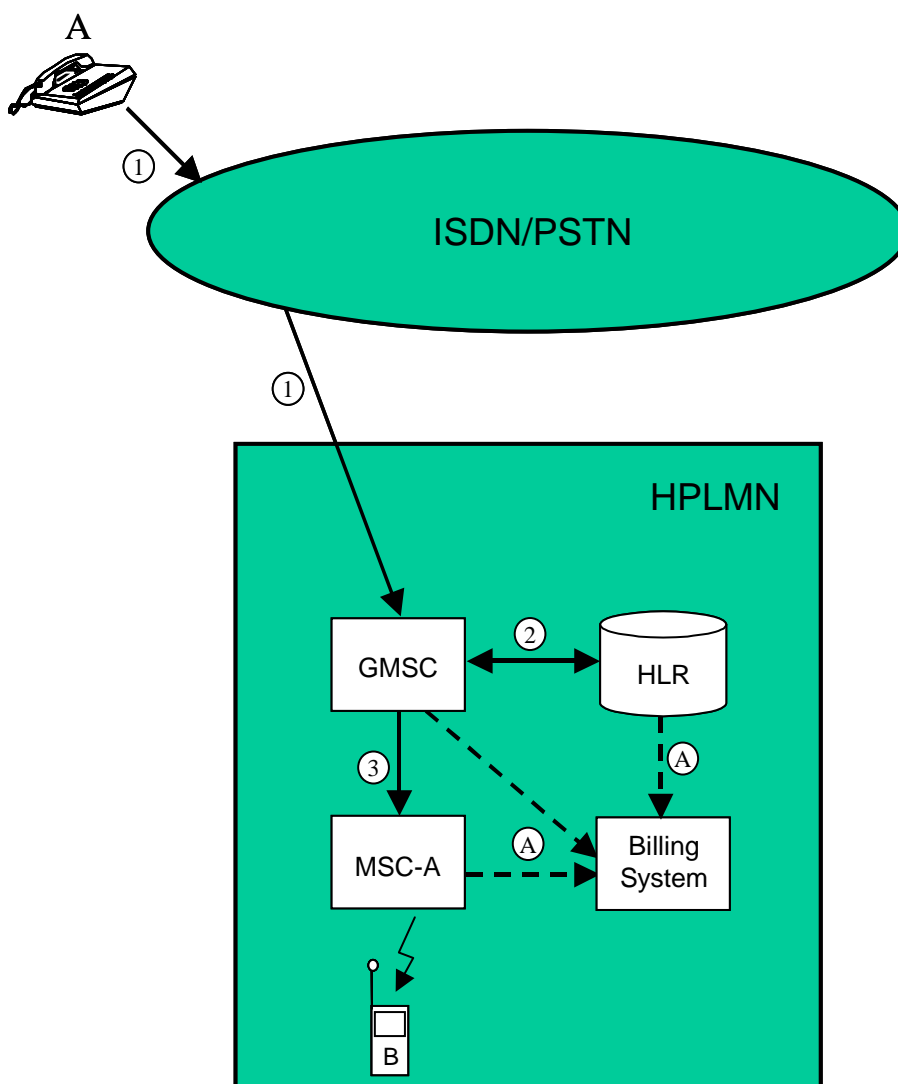 A
1
ISDN/PSTN
1
HPLMN
GMSC
2
HLR
3
A
MSC-A
A
Billing
System
B